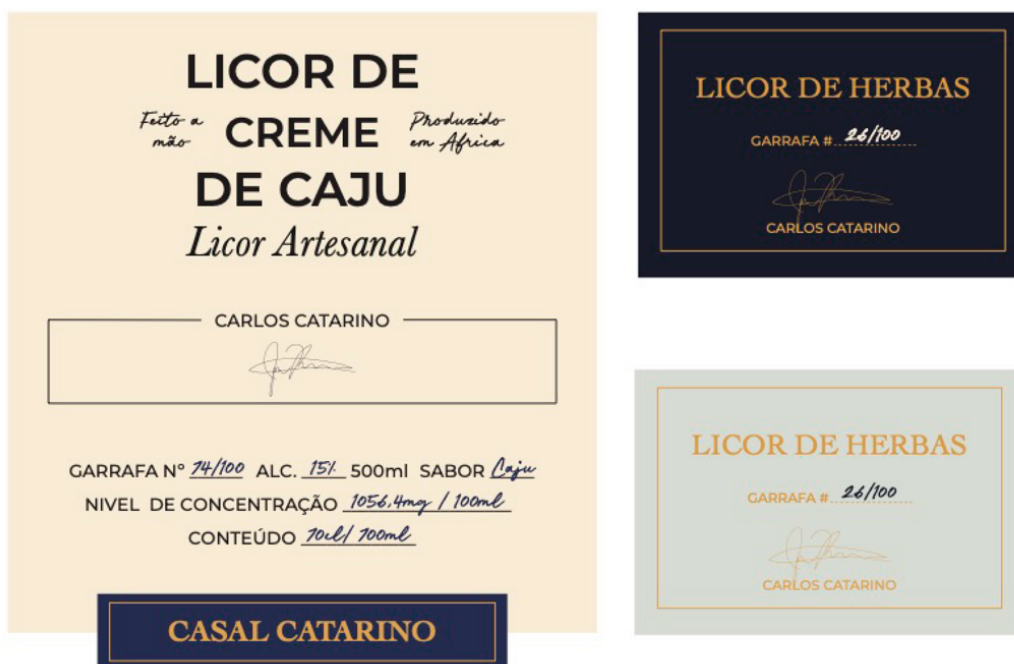 LICOR DE
Feito a mão CREME Produzido em Africa
DE CAJU
Licor Artesanal
CARLOS CATARINO
GARRAFA Nº 74/100 ALC. 15% 500ml SABOR Caju
NIVEL DE CONCENTRAÇÃO 1056,4mg / 100ml
CONTEÚDO 70cl/ 700ml
CASAL CATARINO
LICOR DE HERBAS
GARRAFA # 26/100
CARLOS CATARINO
LICOR DE HERBAS
GARRAFA # 26/100
CARLOS CATARINO